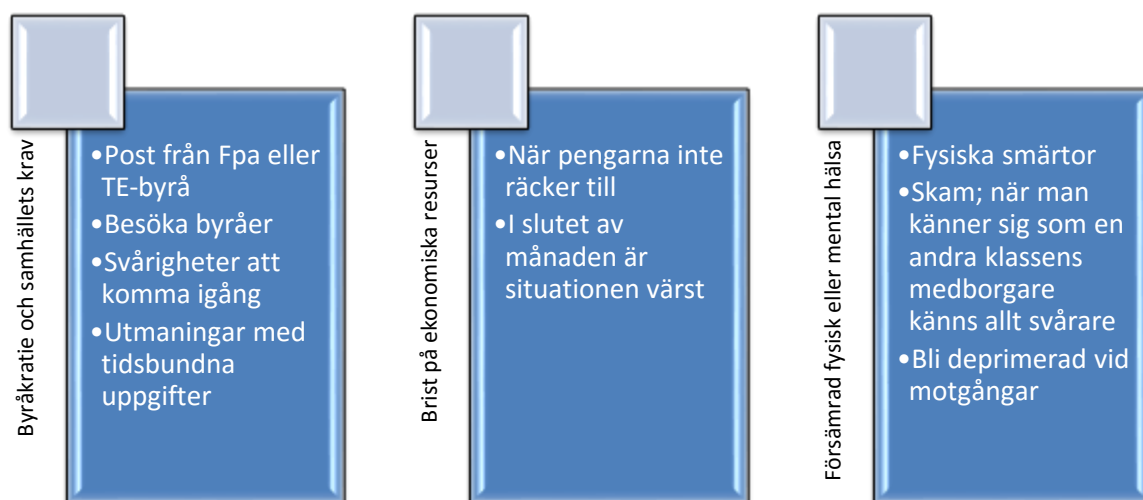 Byråkratie och samhällets krav
•Post från Fpa eller
TE-byrå
•Besöka byråer
•Svårigheter att
komma igång
•Utmaningar med
tidsbundna
uppgifter
Brist på ekonomiska resurser
•När pengarna inte
räcker till
•I slutet av
månaden är
situationen värst
Försämrad fysisk eller mental hälsa
•Fysiska smärtor
•Skam; när man
känner sig som en
andra klassens
medborgare
känns allt svårare
•Bli deprimerad vid
motgångar